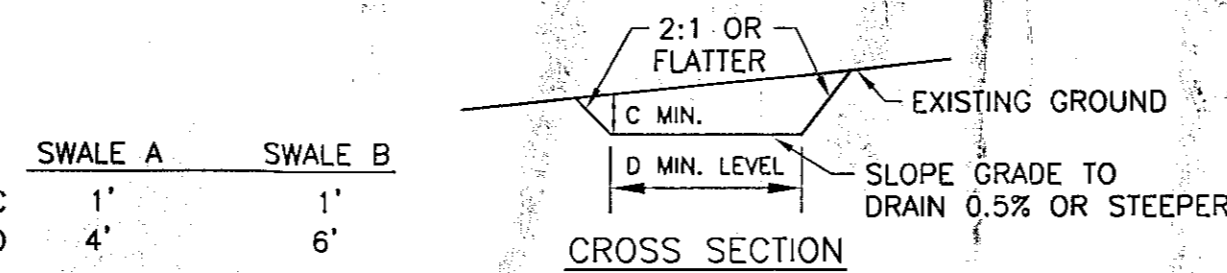 SWALE A SWALE B
C 1' 1'
D 4' 6'
2:1 OR
FLATTER
C MIN.
EXISTING GROUND
D MIN. LEVEL
SLOPE GRADE TO
DRAIN 0.5% OR STEEPER
CROSS SECTION